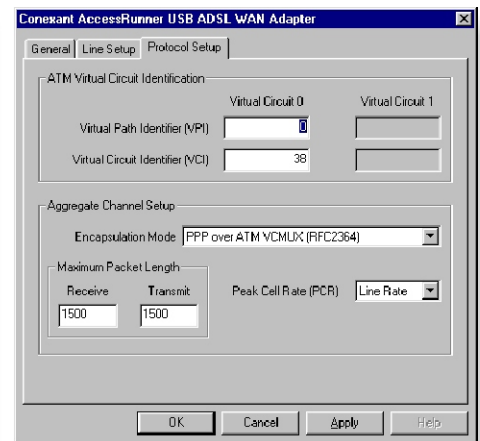 Conexant AccessRunner USB ADSL WAN Adapter
General Line Setup Protocol Setup
ATM Virtual Circuit Identification
Virtual Circuit 0 Virtual Circuit 1
Virtual Path Identifier (VPI) 0
Virtual Circuit Identifier (VCI) 38
Aggregate Channel Setup
Encapsulation Mode PPP over ATM VCMUX (RFC2364)
Maximum Packet Length
Receive Transmit Peak Cell Rate (PCR) Line Rate
1500 1500
OK Cancel Apply Help